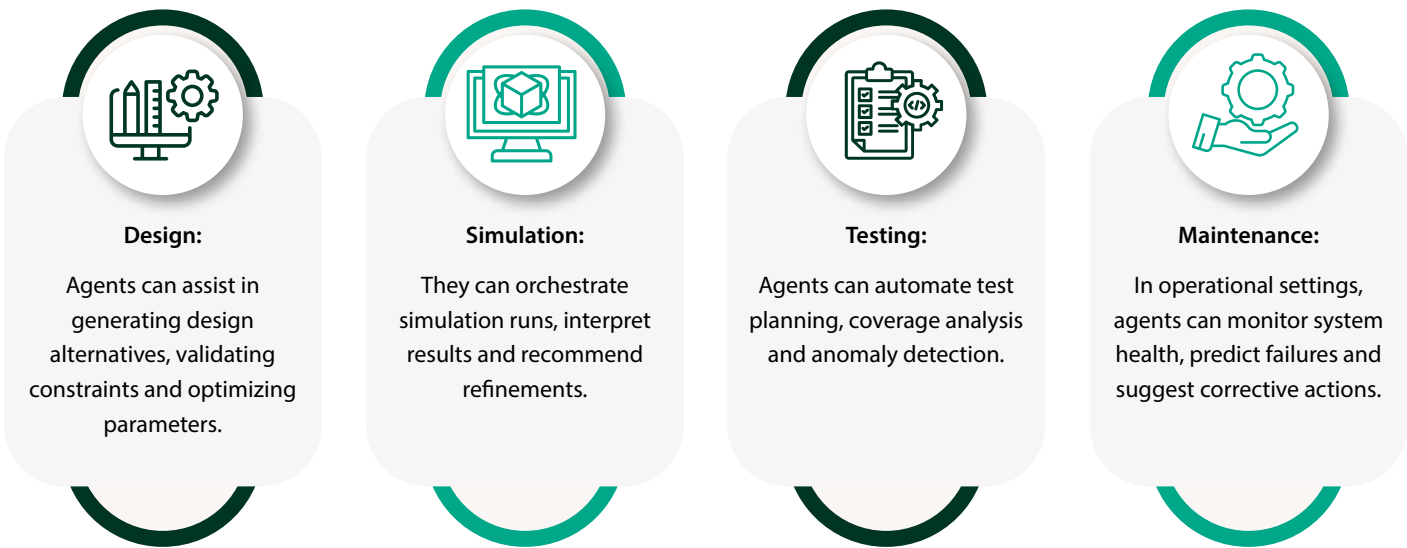 Design:
Agents can assist in
generating design
alternatives, validating
constraints and optimizing
parameters.
Simulation:
They can orchestrate
simulation runs, interpret
results and recommend
refinements.
Testing:
Agents can automate test
planning, coverage analysis
and anomaly detection.
Maintenance:
In operational settings,
agents can monitor system
health, predict failures and
suggest corrective actions.